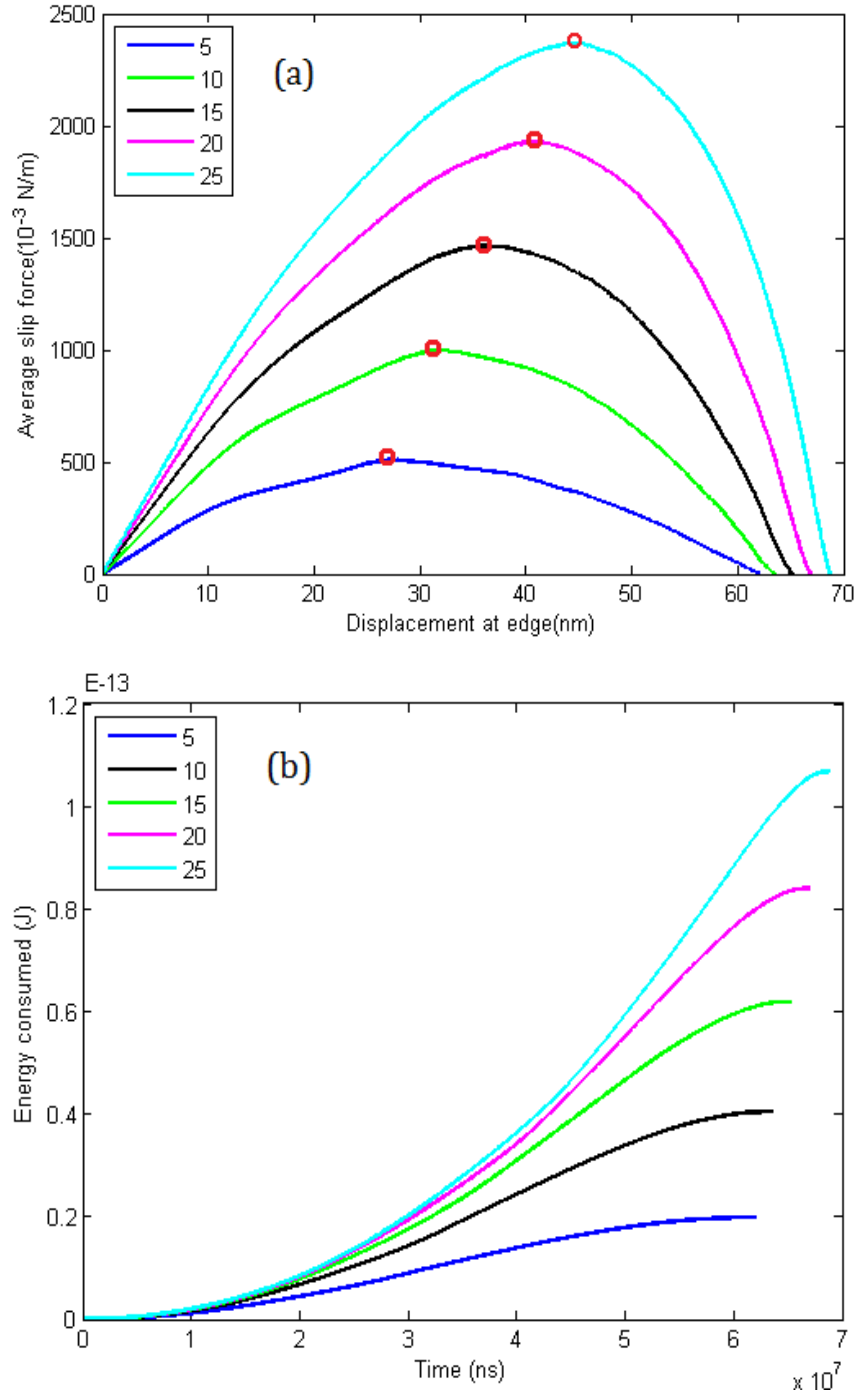 2500
2000
1500
1000
500
0
Average slip force(10⁻³ N/m)
5
10
15
20
25
(a)
0 10 20 30 40 50 60 70
Displacement at edge(nm)
E-13
1.2
1
0.8
0.6
0.4
0.2
0
Energy consumed (J)
5
10
15
20
25
(b)
0 1 2 3 4 5 6 7
Time (ns)
x 10⁷